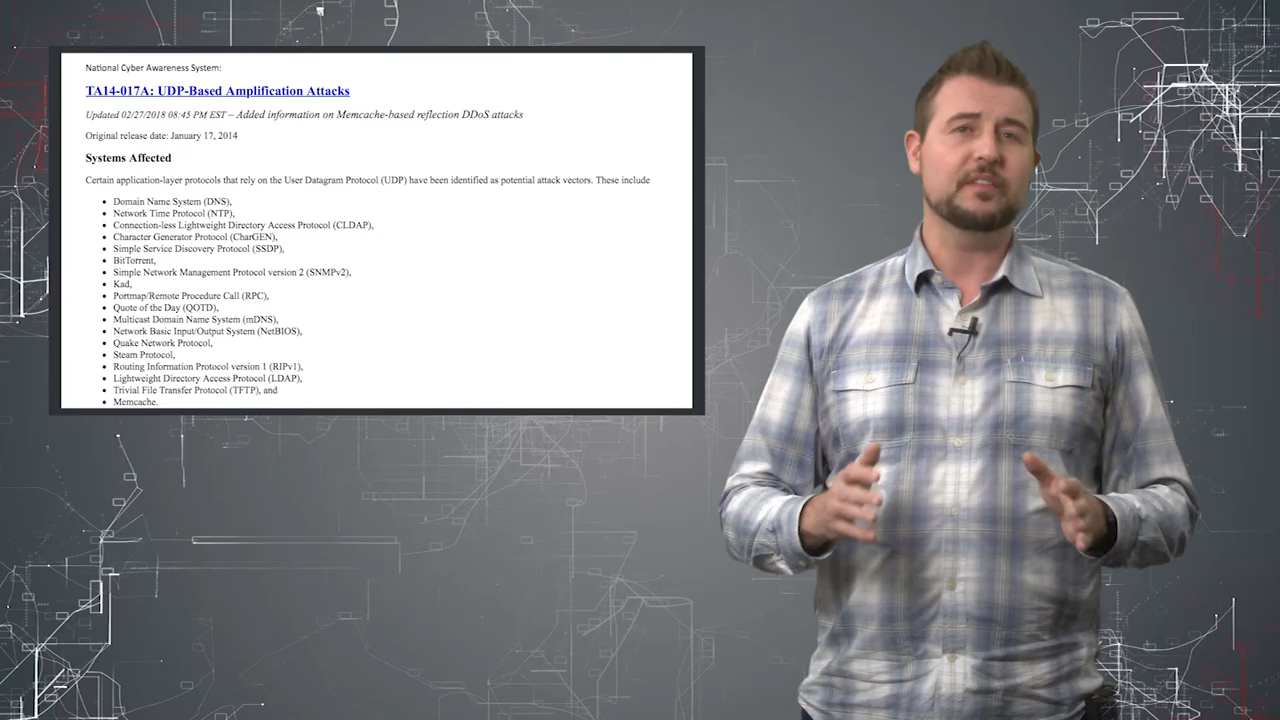 National Cyber Awareness System:
TA14-017A: UDP-Based Amplification Attacks
Updated 02/27/2018 08:45 PM EST – Added information on Memcache-based reflection DDoS attacks
Original release date: January 17, 2014
Systems Affected
Certain application-layer protocols that rely on the User Datagram Protocol (UDP) have been identified as potential attack vectors. These include
• Domain Name System (DNS),
• Network Time Protocol (NTP),
• Connection-less Lightweight Directory Access Protocol (CLDAP),
• Character Generator Protocol (CharGEN),
• Simple Service Discovery Protocol (SSDP),
• BitTorrent,
• Simple Network Management Protocol version 2 (SNMPv2),
• Kad,
• Portmap/Remote Procedure Call (RPC),
• Quote of the Day (QOTD),
• Multicast Domain Name System (mDNS),
• Network Basic Input/Output System (NetBIOS),
• Quake Network Protocol,
• Steam Protocol,
• Routing Information Protocol version 1 (RIPv1),
• Lightweight Directory Access Protocol (LDAP),
• Trivial File Transfer Protocol (TFTP), and
• Memcache.